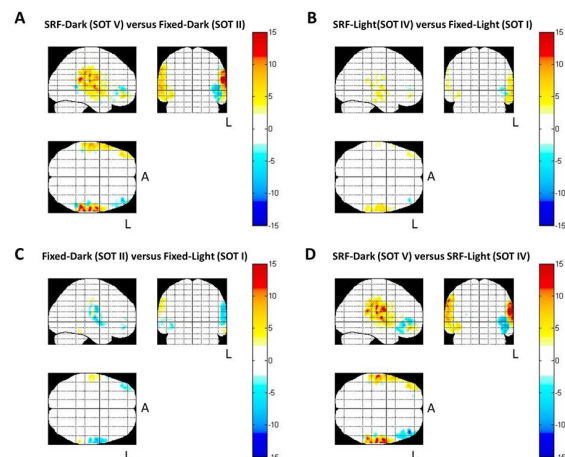 A
SRF-Dark (SOT V) versus Fixed-Dark (SOT II)
15
10
5
0
-5
-10
-15
L
A
L
B
SRF-Light(SOT IV) versus Fixed-Light (SOT I)
15
10
5
0
-5
-10
-15
L
A
L
C
Fixed-Dark (SOT II) versus Fixed-Light (SOT I)
15
10
5
0
-5
-10
-15
L
A
L
D
SRF-Dark (SOT V) versus SRF-Light (SOT IV)
15
10
5
0
-5
-10
-15
L
A
L